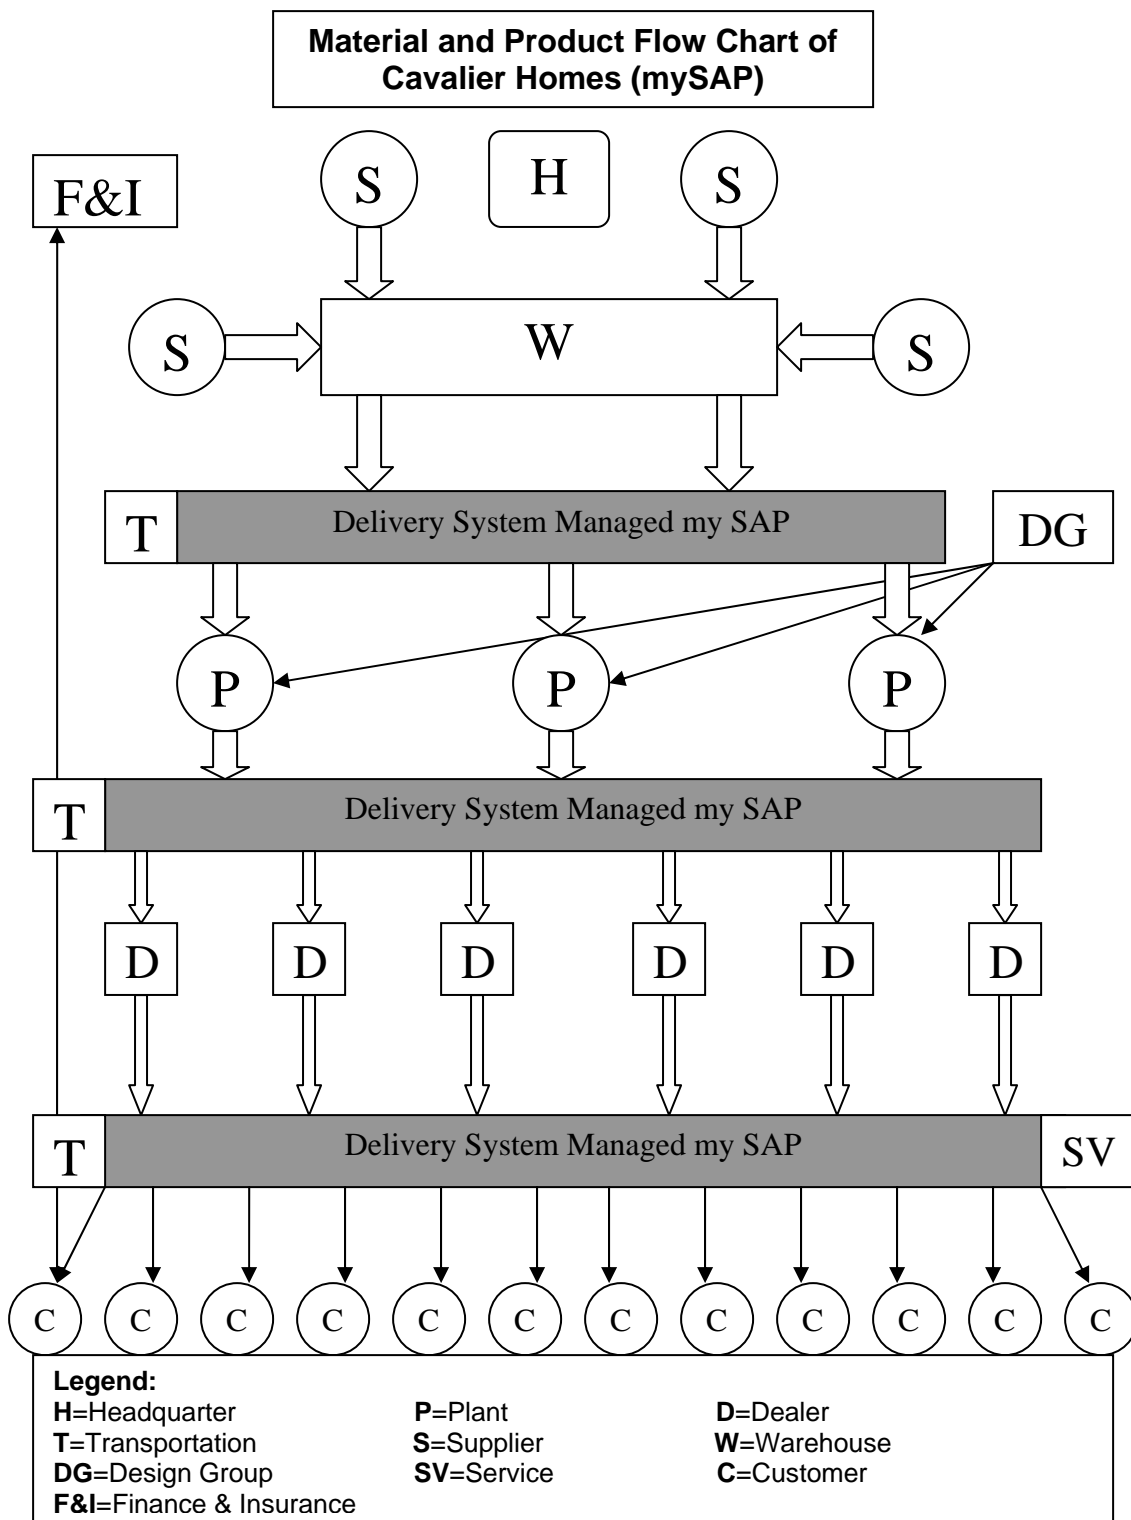 Material and Product Flow Chart of
Cavalier Homes (mySAP)
F&I
S H S
S W S
T Delivery System Managed my SAP DG
P P P
T Delivery System Managed my SAP
D D D D D D
T Delivery System Managed my SAP SV
C C C C C C C C C C C C
Legend:
H=Headquarter P=Plant D=Dealer
T=Transportation S=Supplier W=Warehouse
DG=Design Group SV=Service C=Customer
F&I=Finance & Insurance